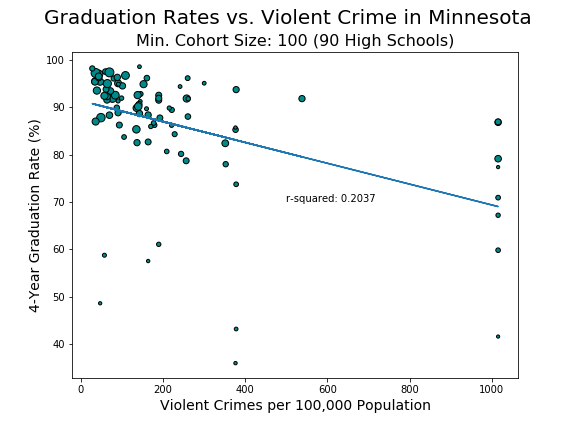 Graduation Rates vs. Violent Crime in Minnesota
Min. Cohort Size: 100 (90 High Schools)
4-Year Graduation Rate (%)
100
90
80
70
60
50
40
r-squared: 0.2037
0
200
400
600
800
1000
Violent Crimes per 100,000 Population